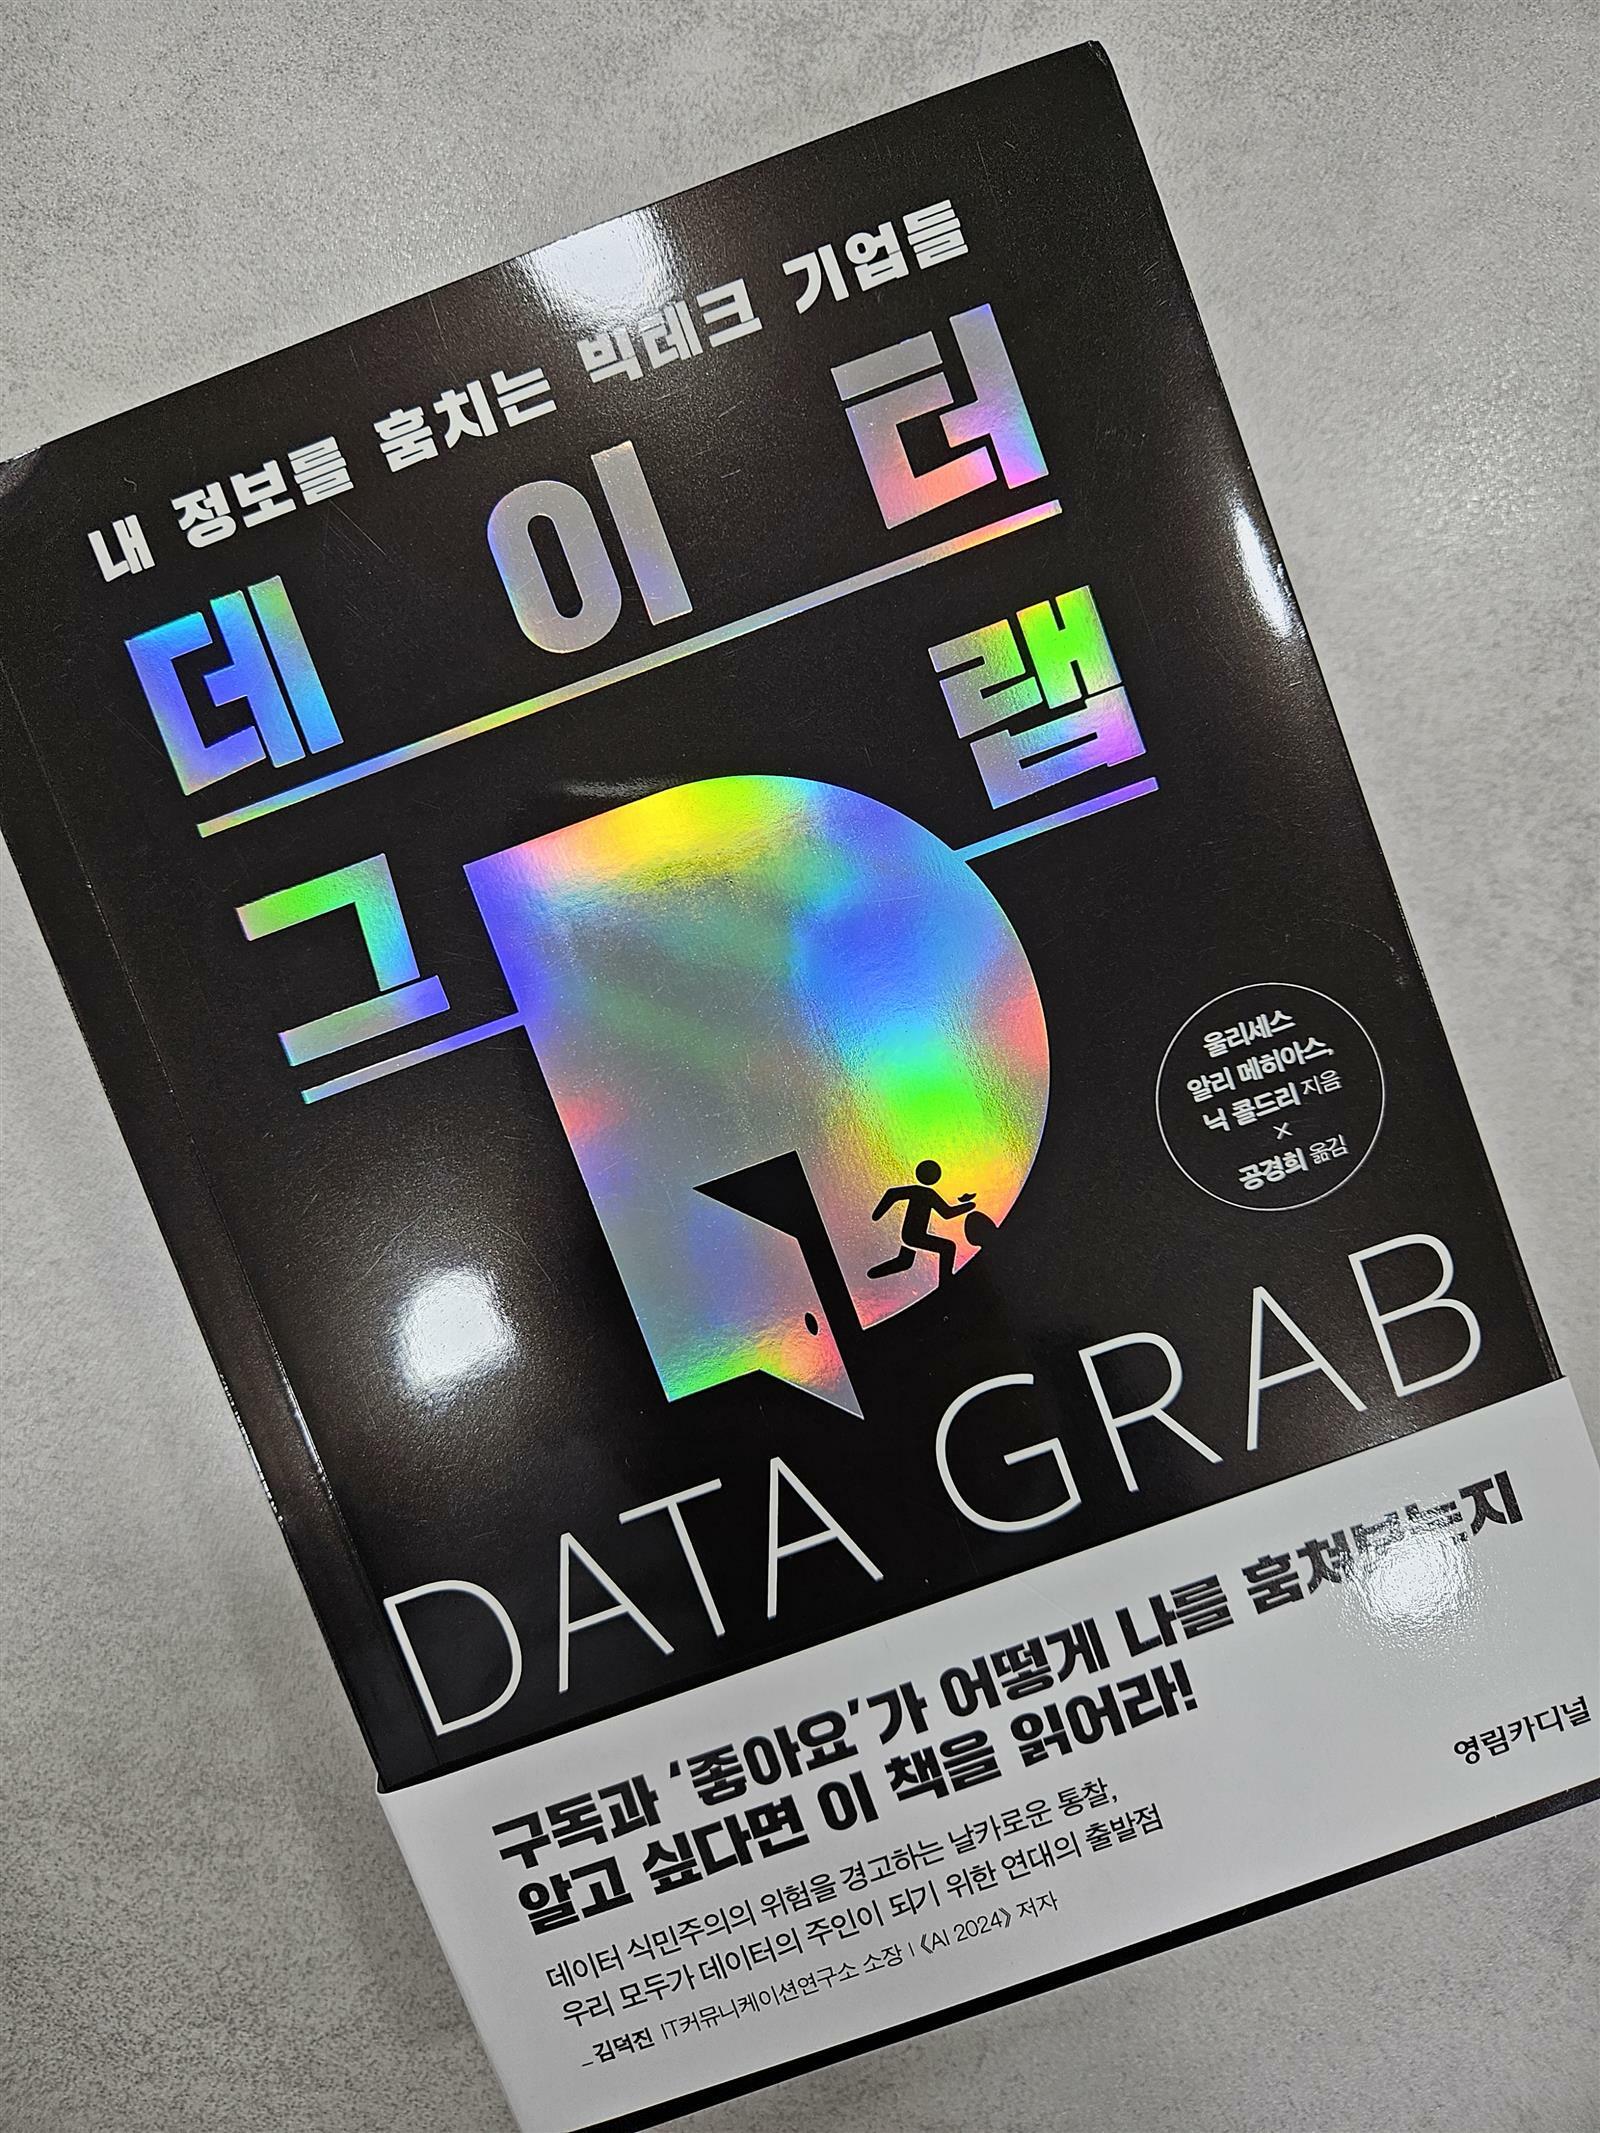 내 정보를 훔치는 빅테크 기업들
데이터
그랩
울리세스
알리 메히아스,
닉 콜드리 지음
×
공경희 옮김
DATA GRAB
구독과 ‘좋아요’가 어떻게 나를 훔쳐보는지
알고 싶다면 이 책을 읽어라!
데이터 식민주의의 위험을 경고하는 날카로운 통찰,
우리 모두가 데이터의 주인이 되기 위한 연대의 출발점
_김덕진 IT커뮤니케이션연구소 소장 | 《AI 2024》 저자
영림카디널